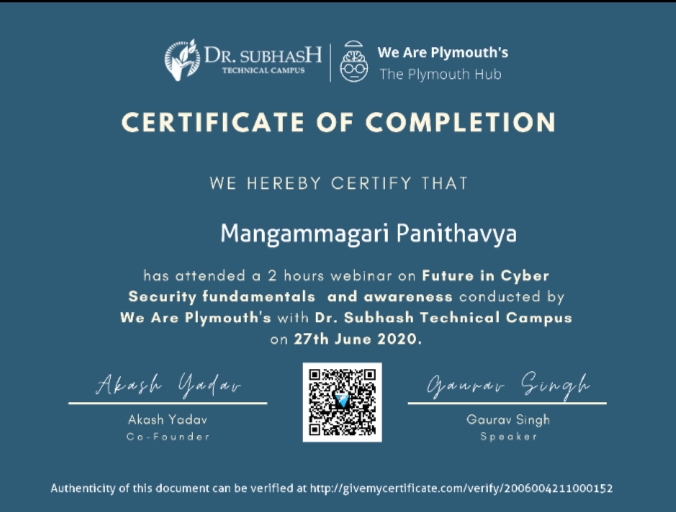 DR. SUBHASH
TECHNICAL CAMPUS
We Are Plymouth's
The Plymouth Hub
CERTIFICATE OF COMPLETION
WE HEREBY CERTIFY THAT
Mangammagari Panithavya
has attended a 2 hours webinar on Future in Cyber
Security fundamentals and awareness conducted by
We Are Plymouth's with Dr. Subhash Technical Campus
on 27th June 2020.
Akash Yadav
Akash Yadav
Co-Founder
Gaurav Singh
Gaurav Singh
Speaker
Authenticity of this document can be verified at http://givemycertificate.com/verify/2006004211000152